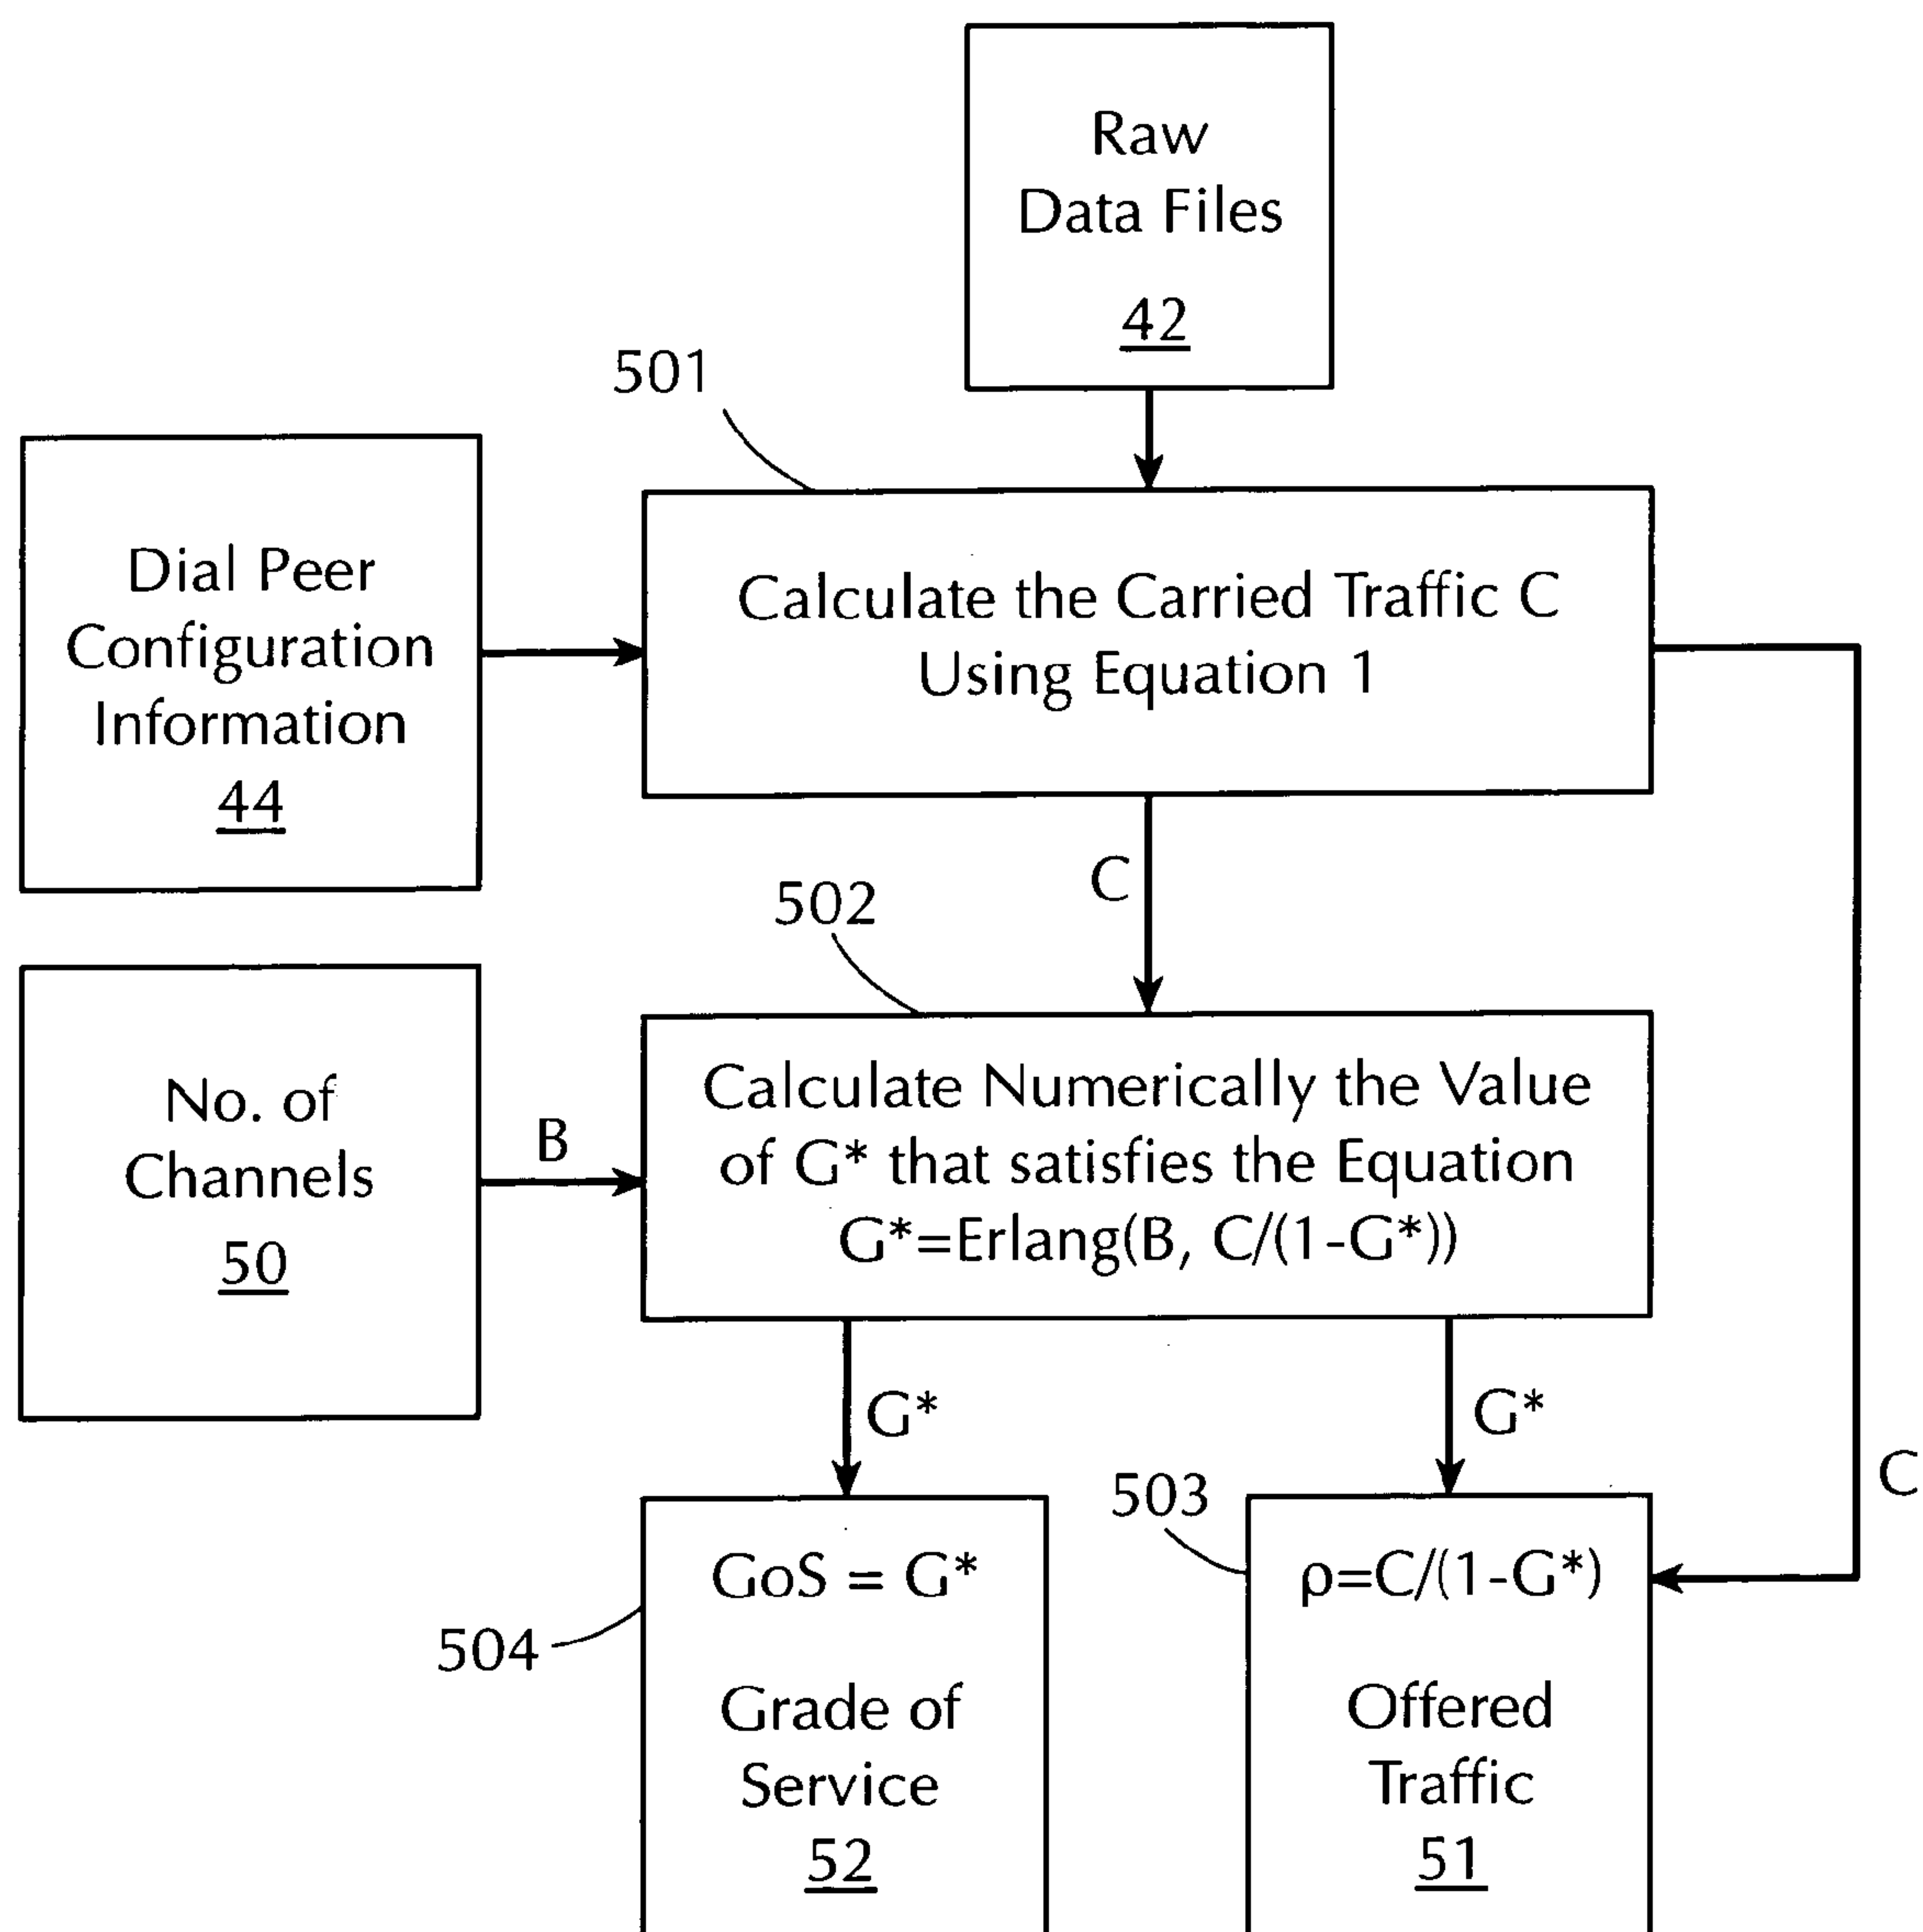 Raw
Data Files
42
501
Dial Peer
Configuration
Information
44
Calculate the Carried Traffic C
Using Equation 1
C
502
No. of
Channels
50
B
Calculate Numerically the Value
of G* that satisfies the Equation
G*=Erlang(B, C/(1-G*))
G*
G*
C
503
504
GoS = G*
Grade of
Service
52
ρ=C/(1-G*)
Offered
Traffic
51